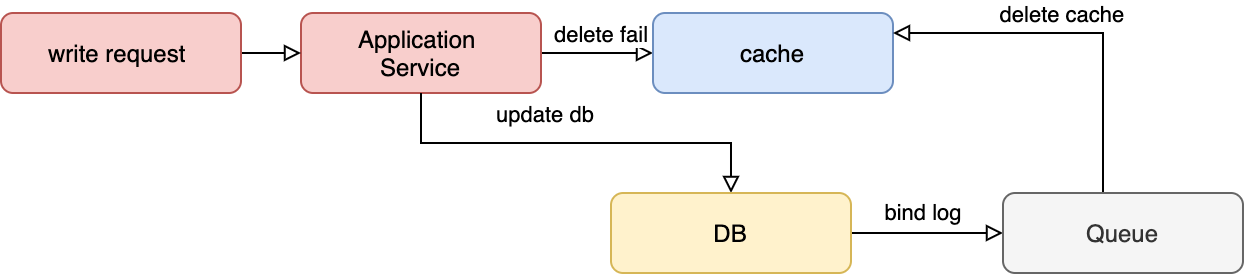 delete cache
write request
Application
Service
delete fail
cache
update db
DB
bind log
Queue